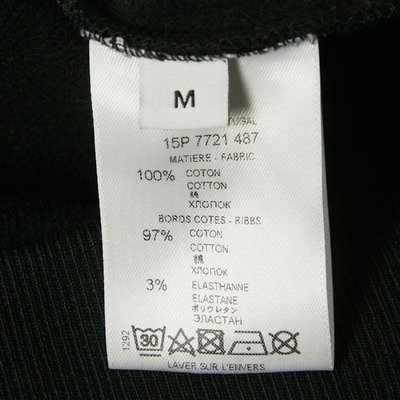 M
TUGAL
15P 7721 487
MATIERE - FABRIC
100% COTON
COTTON
綿
ХЛОПОК
BORDS COTES - RIBBS
97% COTON
COTTON
綿
ХЛОПОК
3% ELASTHANNE
ELASTANE
ポリウレタン
ЭЛАСТАН
1292
30
LAVER SUR L'ENVERS